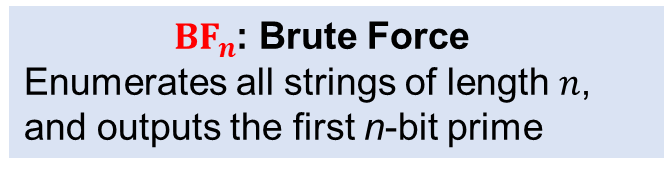 BFₙ: Brute Force
Enumerates all strings of length n,
and outputs the first n-bit prime